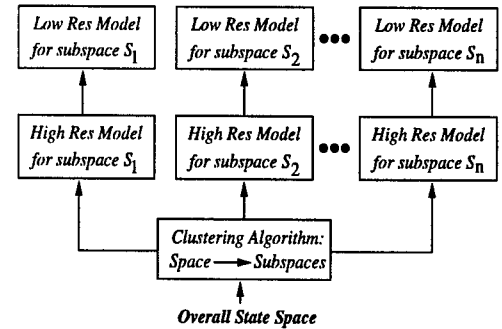 Low Res Model
for subspace S1
Low Res Model
for subspace S2
Low Res Model
for subspace Sn
High Res Model
for subspace S1
High Res Model
for subspace S2
High Res Model
for subspace Sn
Clustering Algorithm:
Space → Subspaces
Overall State Space